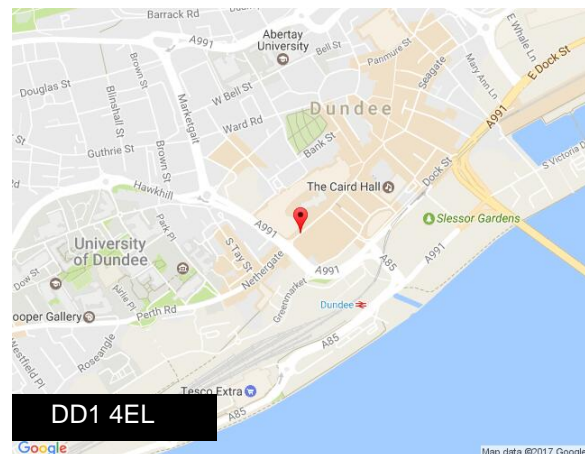 Barrack Rd
A991
Abertay
University
Bell St
E Whale Ln
Panmure St
Seagate
Mary Ann Ln
E Dock St
Douglas St
Blinshall St
Brown St
Marketgait
W Bell St
Dundee
A991
Ward Rd
Bank St
Guthrie St
Brown St
Dock St
S Victoria D
Hawkhill
The Caird Hall
A991
Slessor Gardens
University
of Dundee
Park Pl
S Tay St
Nethergate
A991
A85
A991
Dow St
Airlie Pl
Greenmarket
Dundee
ooper Gallery
Perth Rd
Roseangle
Westfield Pl
A85
Tesco Extra
A85
DD1 4EL
Google
Map data ©2017 Google